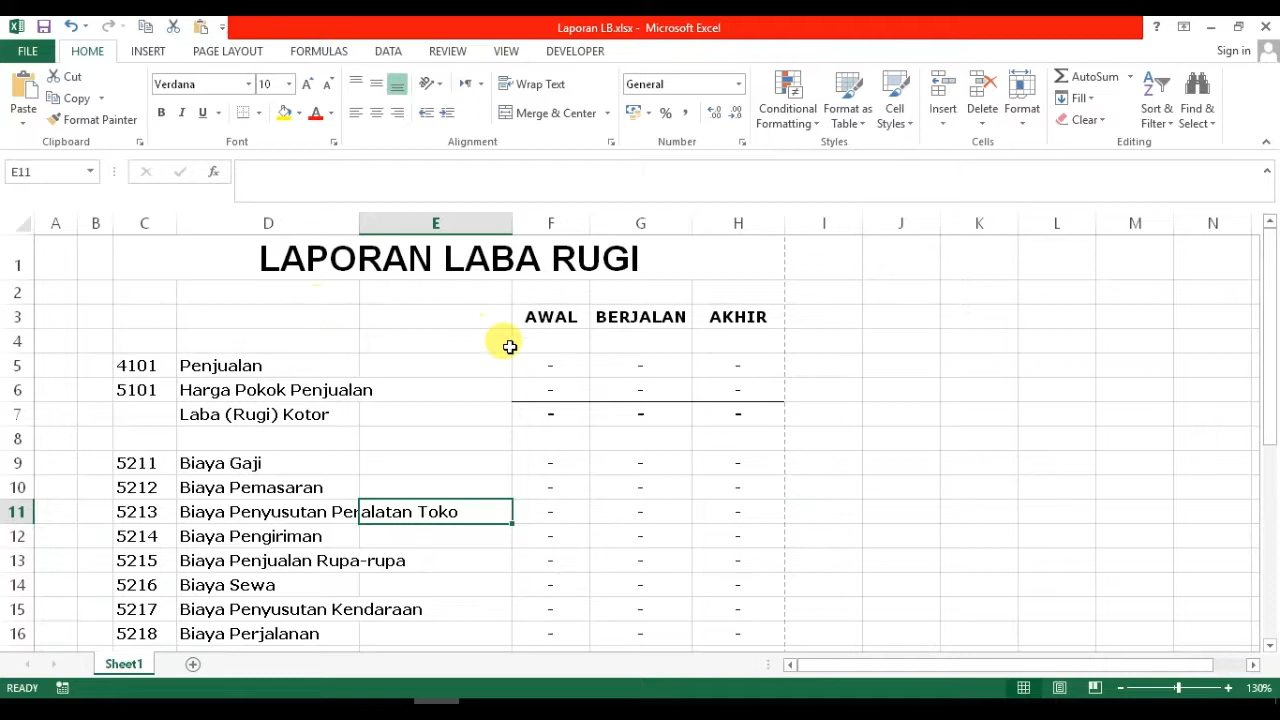 Laporan LB.xlsx - Microsoft Excel
FILE HOME INSERT PAGE LAYOUT FORMULAS DATA REVIEW VIEW DEVELOPER Sign in
Paste Cut Copy Format Painter Clipboard
Verdana 10 B I U A Font
Wrap Text Merge & Center Alignment
General % , Number
Conditional Formatting Format as Table Cell Styles Styles
Insert Delete Format Cells
AutoSum Fill Clear Sort & Filter Find & Select Editing
E11 fx
A B C D E F G H I J K L M N
1 LAPORAN LABA RUGI
2
3 AWAL BERJALAN AKHIR
4
5 4101 Penjualan - - -
6 5101 Harga Pokok Penjualan - - -
7 Laba (Rugi) Kotor - - -
8
9 5211 Biaya Gaji - - -
10 5212 Biaya Pemasaran - - -
11 5213 Biaya Penyusutan Peralatan Toko - - -
12 5214 Biaya Pengiriman - - -
13 5215 Biaya Penjualan Rupa-rupa - - -
14 5216 Biaya Sewa - - -
15 5217 Biaya Penyusutan Kendaraan - - -
16 5218 Biaya Perjalanan - - -
Sheet1
READY 130%